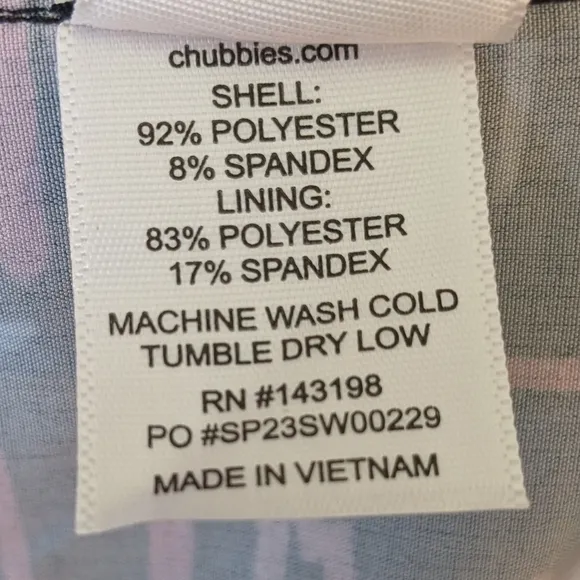 chubbies.com
SHELL:
92% POLYESTER
8% SPANDEX
LINING:
83% POLYESTER
17% SPANDEX
MACHINE WASH COLD
TUMBLE DRY LOW
RN #143198
PO #SP23SW00229
MADE IN VIETNAM